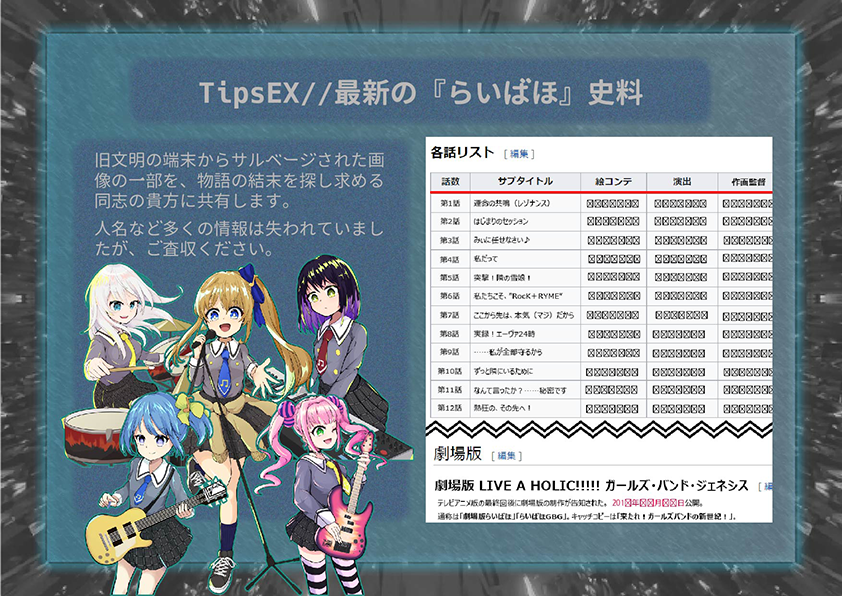 TipsEX//最新の『らいばほ』史料
旧文明の端末からサルベージされた画
像の一部を、物語の結末を探し求める
同志の貴方に共有します。
人名など多くの情報は失われていまし
たが、ご査収ください。
各話リスト [編集]
話数 サブタイトル 絵コンテ 演出 作画監督
第1話 運命の共鳴（レゾナンス）
第2話 はじまりのセッション
第3話 みぃに任せなさい♪
第4話 私だって
第5話 突撃！隣の雪娘！
第6話 私たちこそ、"RocK＋RYME"
第7話 ここから先は、本気（マジ）だから
第8話 実録！エーヴァ24時
第9話 ……私が全部守るから
第10話 ずっと隣にいるために
第11話 なんて言ったか？……秘密です
第12話 熱狂の、その先へ！
劇場版 [編集]
劇場版 LIVE A HOLIC!!!!! ガールズ・バンド・ジェネシス [編
テレビアニメ版の最終回後に劇場版の制作が告知された。201□年□□月□□日公開。
通称は「劇場版らいばほ」「らいばほGBG」。キャッチコピーは「来たれ！ガールズバンドの新世紀！」。